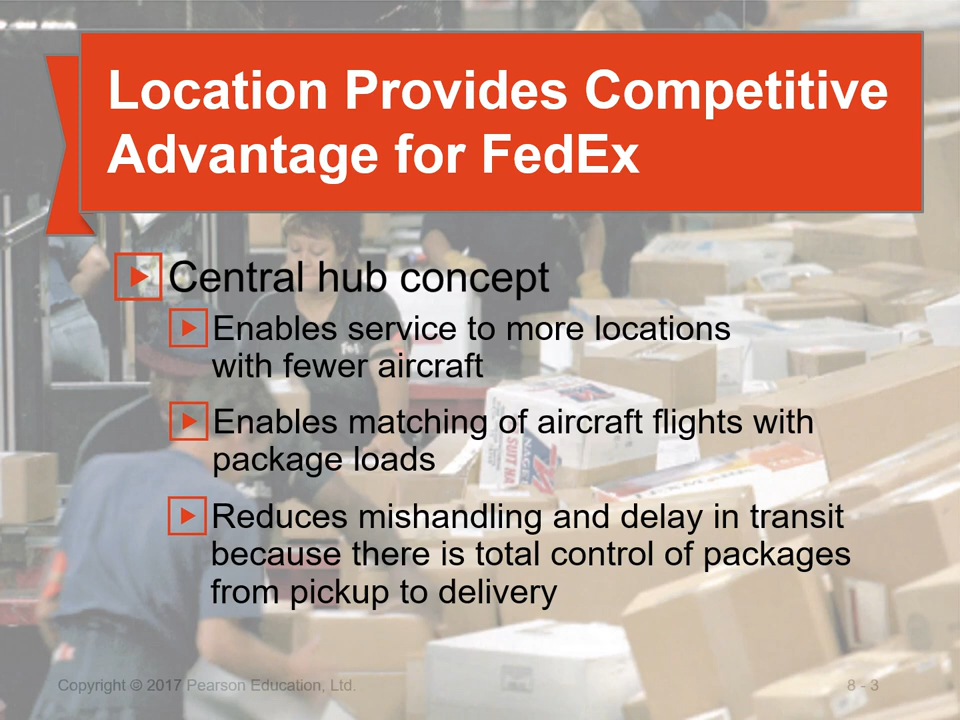 Location Provides Competitive
Advantage for FedEx
Central hub concept
Enables service to more locations
with fewer aircraft
Enables matching of aircraft flights with
package loads
Reduces mishandling and delay in transit
because there is total control of packages
from pickup to delivery
Copyright © 2017 Pearson Education, Ltd.
8 - 3